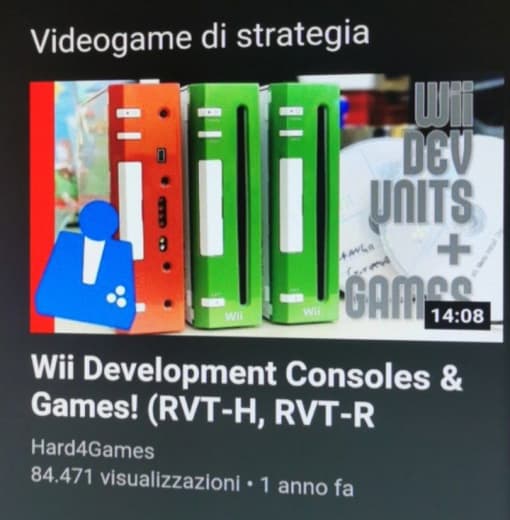 Videogame di strategia
Wii
DEV
UNITS
+
GAMES
Wii
Wii
14:08
Wii Development Consoles &
Games! (RVT-H, RVT-R
Hard4Games
84.471 visualizzazioni • 1 anno fa